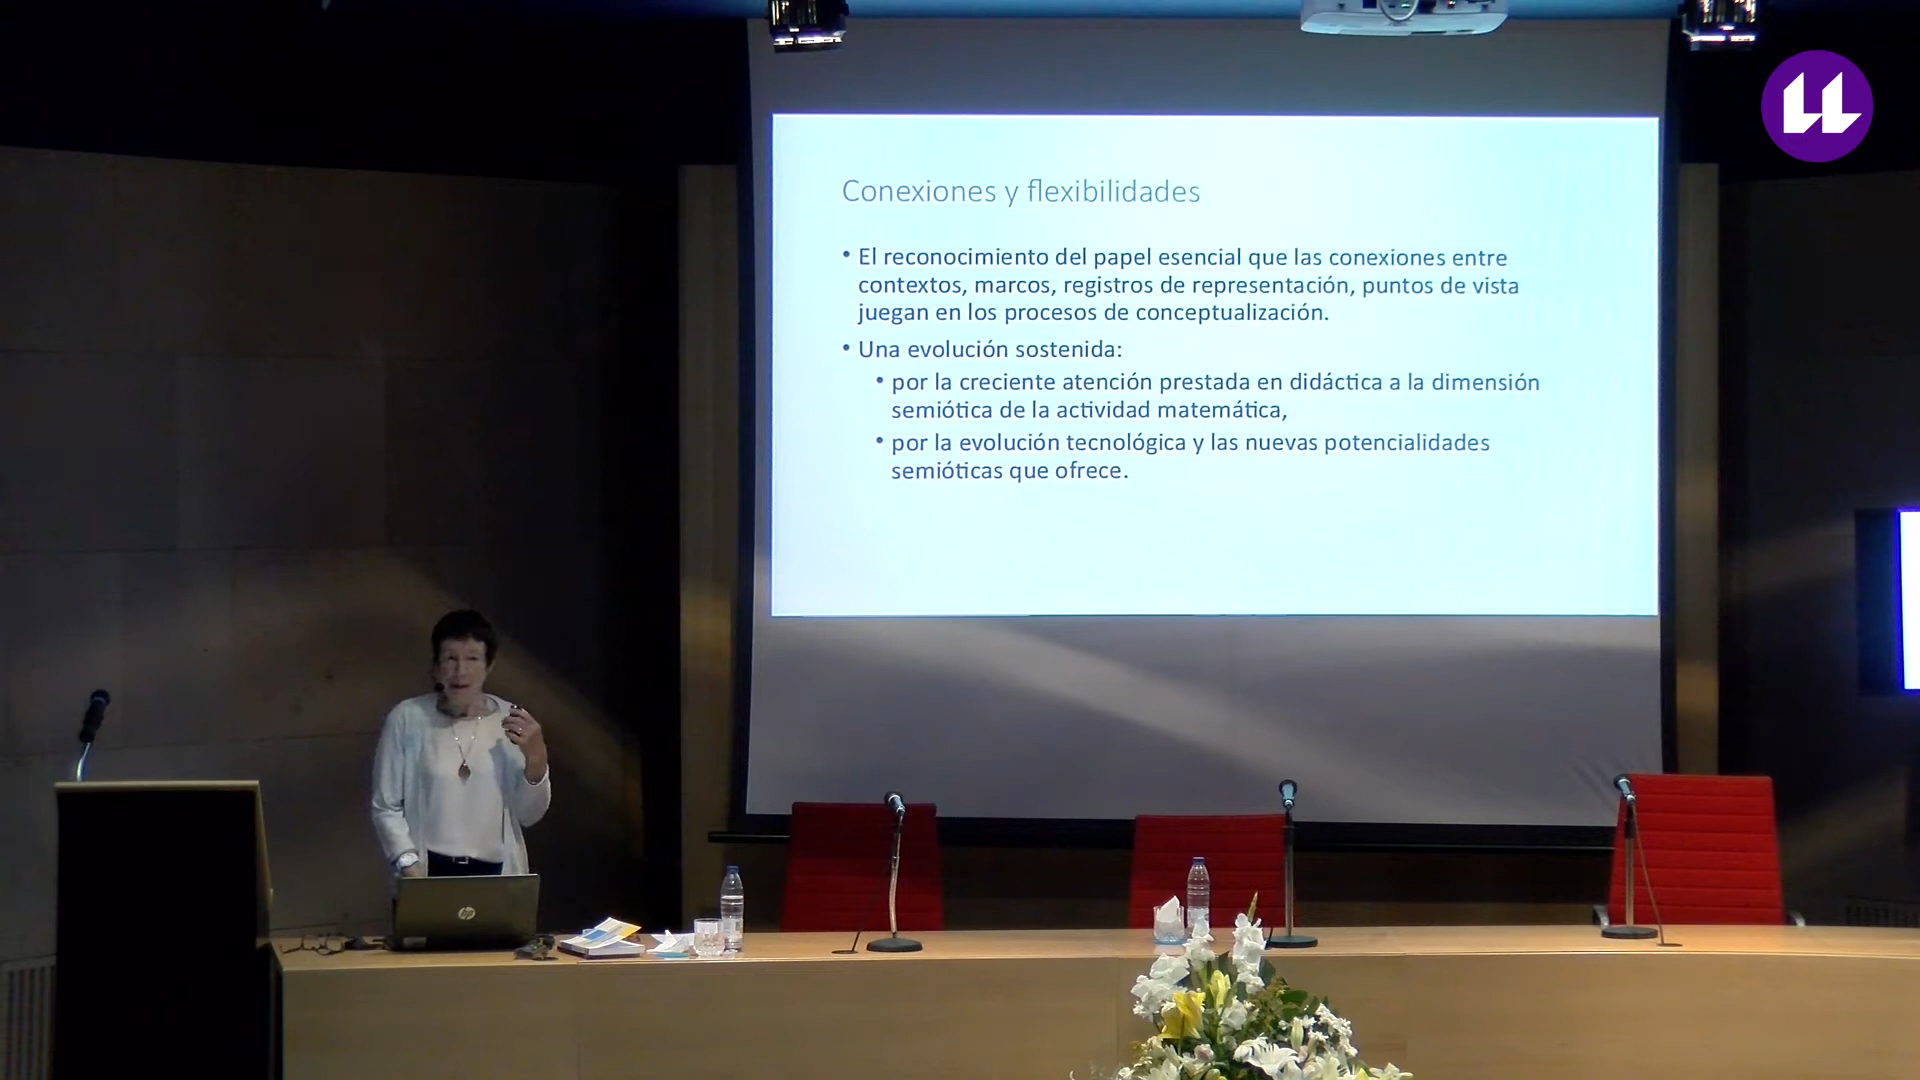 Conexiones y flexibilidades
• El reconocimiento del papel esencial que las conexiones entre
contextos, marcos, registros de representación, puntos de vista
juegan en los procesos de conceptualización.
• Una evolución sostenida:
• por la creciente atención prestada en didáctica a la dimensión
semiótica de la actividad matemática,
• por la evolución tecnológica y las nuevas potencialidades
semióticas que ofrece.
hp